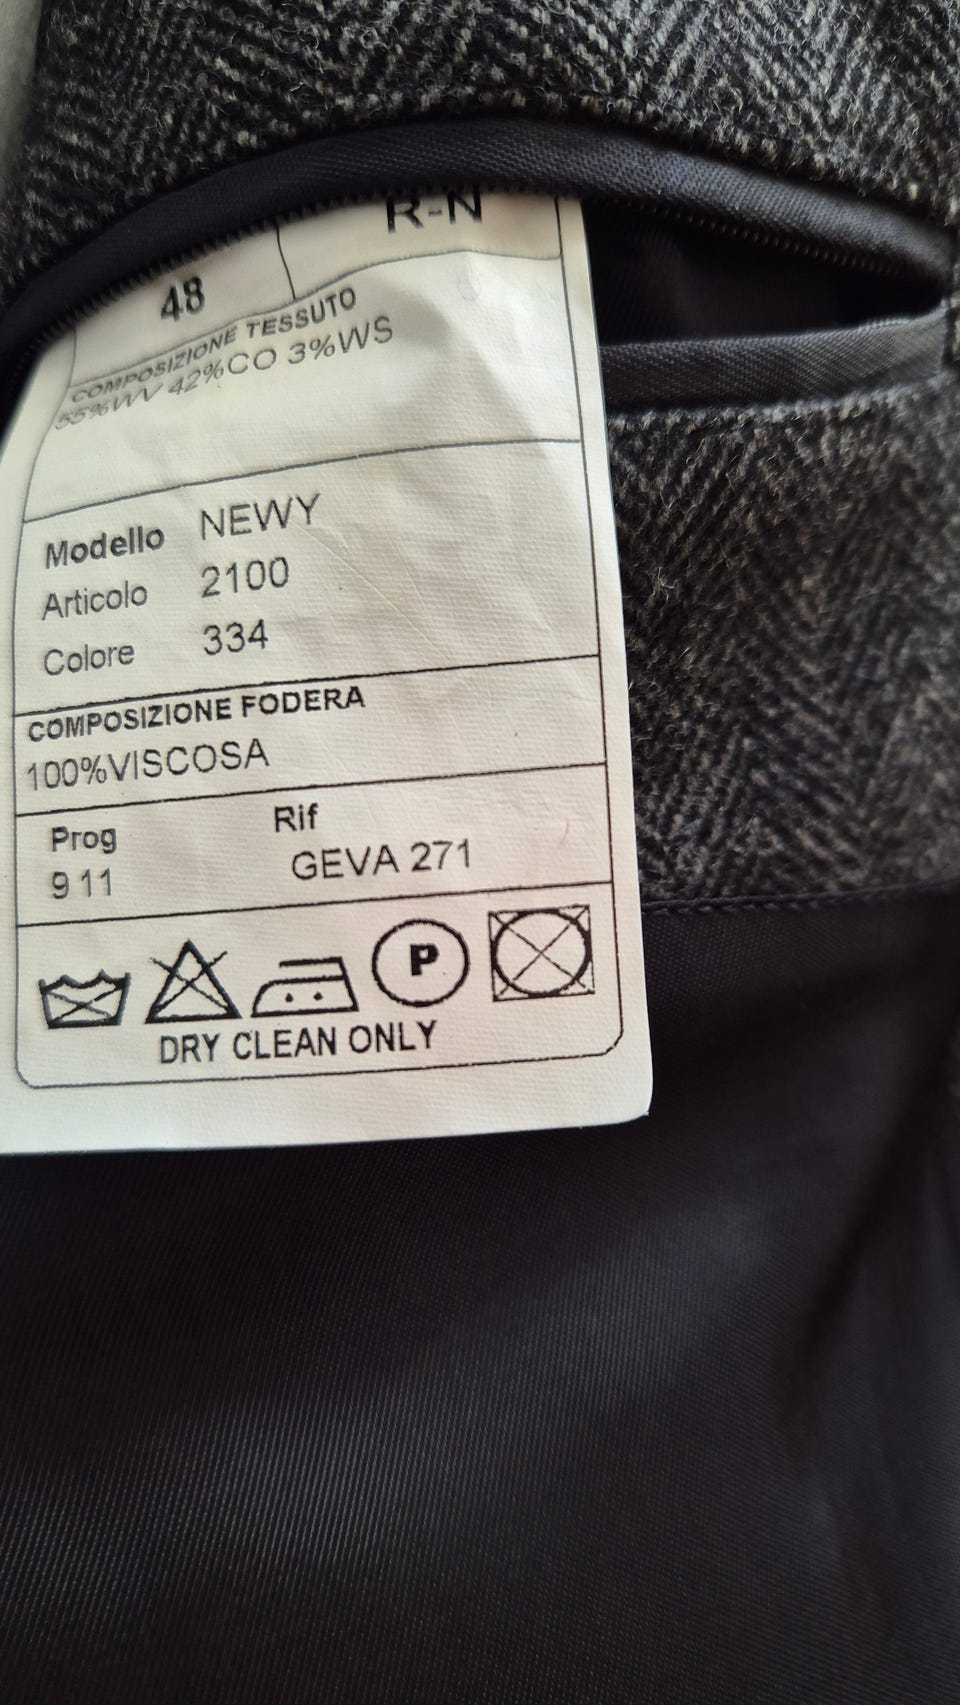 48 R-N
COMPOSIZIONE TESSUTO
55%WV 42%CO 3%WS
Modello NEWY
Articolo 2100
Colore 334
COMPOSIZIONE FODERA
100%VISCOSA
Prog Rif
9 11 GEVA 271
P
DRY CLEAN ONLY